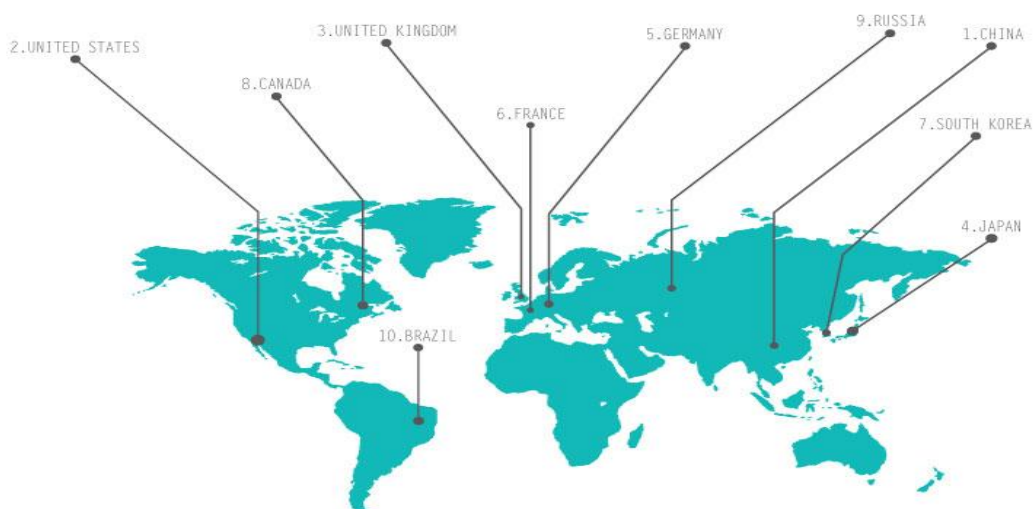 9.RUSSIA
3.UNITED KINGDOM
5.GERMANY
1.CHINA
2.UNITED STATES
8.CANADA
6.FRANCE
7.SOUTH KOREA
4.JAPAN
10.BRAZIL